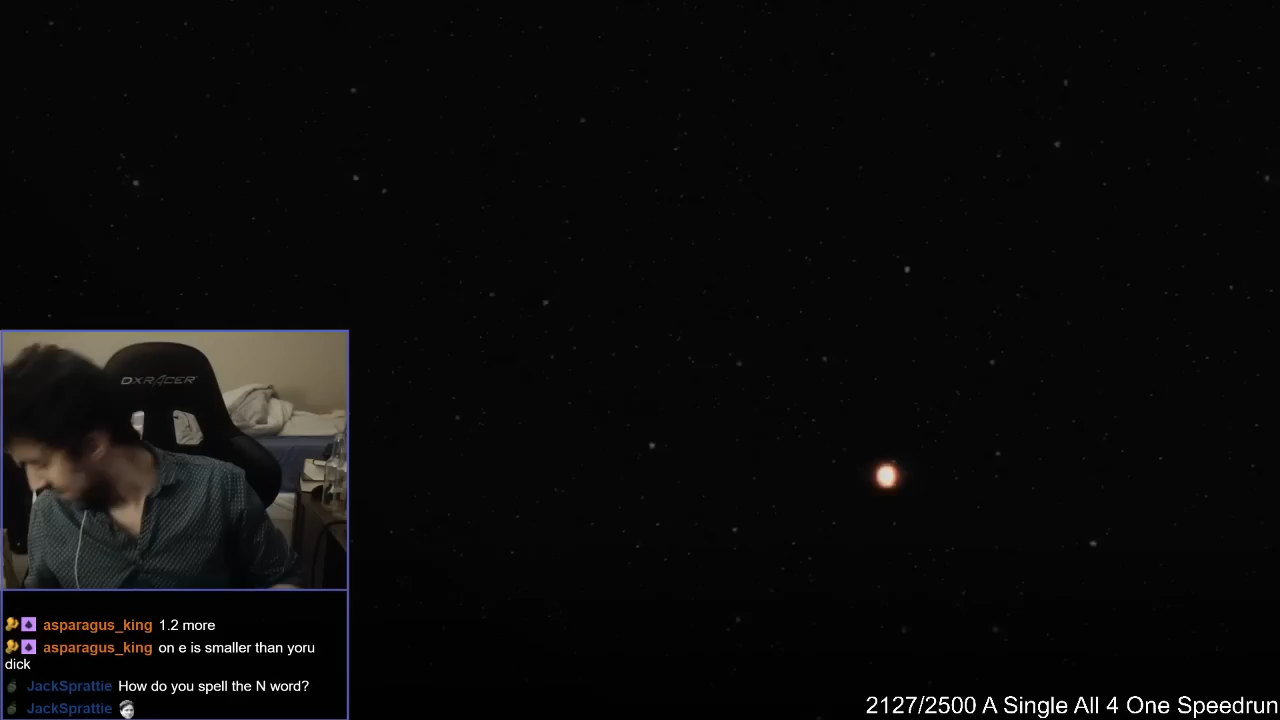 DXRACER
asparagus_king 1.2 more
asparagus_king on e is smaller than yoru
dick
JackSprattie How do you spell the N word?
JackSprattie
2127/2500 A Single All 4 One Speedrun